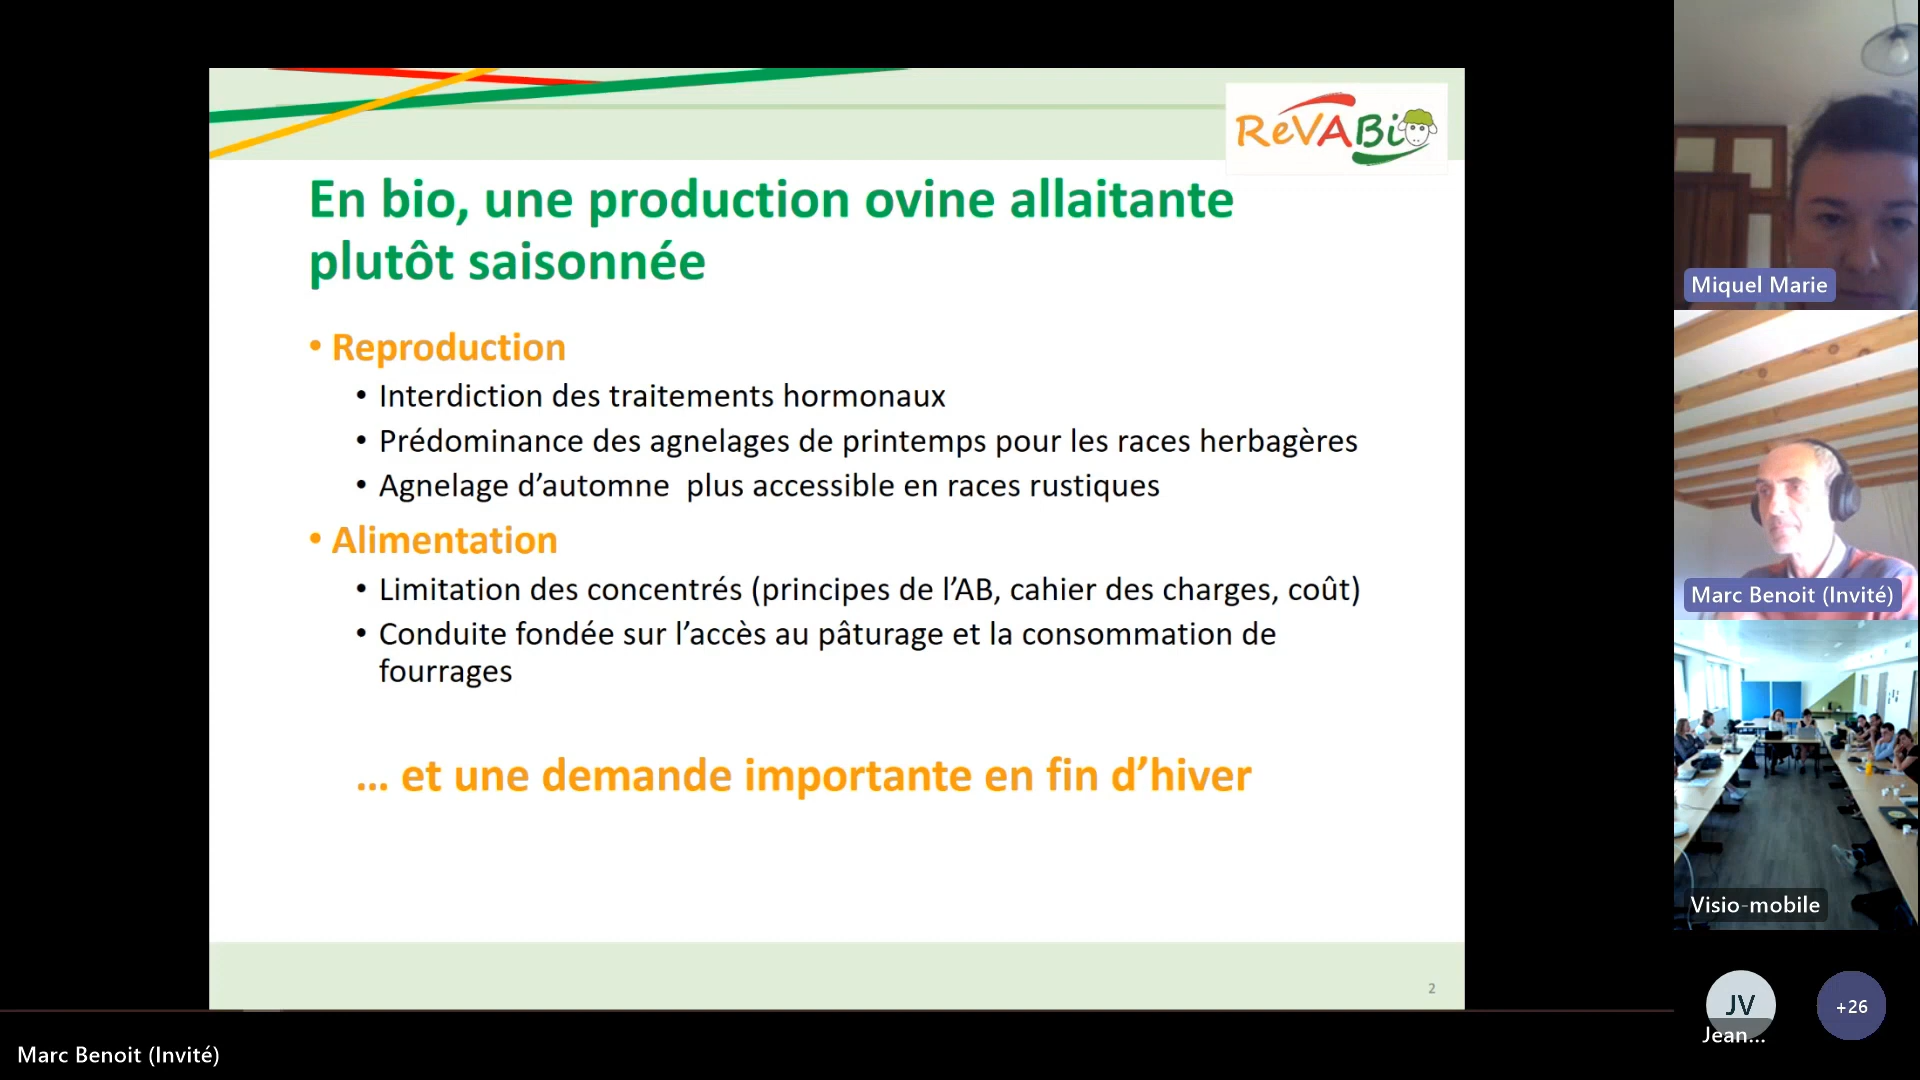 ReVABio
En bio, une production ovine allaitante
plutôt saisonnée
• Reproduction
• Interdiction des traitements hormonaux
• Prédominance des agnelages de printemps pour les races herbagères
• Agnelage d’automne  plus accessible en races rustiques
• Alimentation
• Limitation des concentrés (principes de l’AB, cahier des charges, coût)
• Conduite fondée sur l’accès au pâturage et la consommation de
fourrages
... et une demande importante en fin d’hiver
2
Miquel Marie
Marc Benoit (Invité)
Visio-mobile
JV
Jean...
+26
Marc Benoit (Invité)